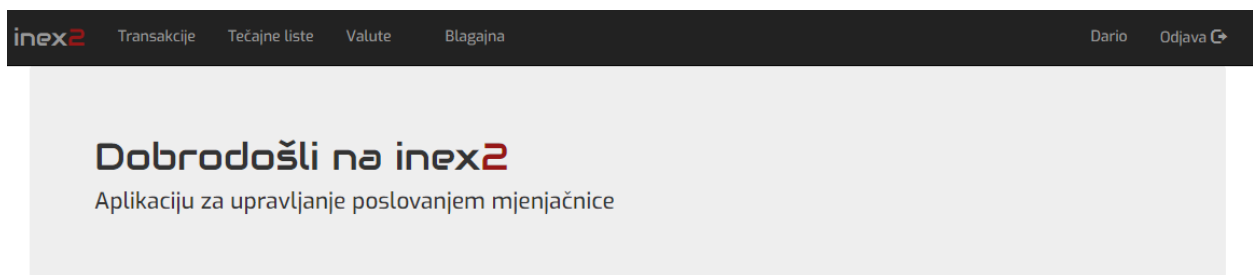 inex2 Transakcije Tečajne liste Valute Blagajna Dario Odjava
Dobrodošli na inex2
Aplikaciju za upravljanje poslovanjem mjenjačnice